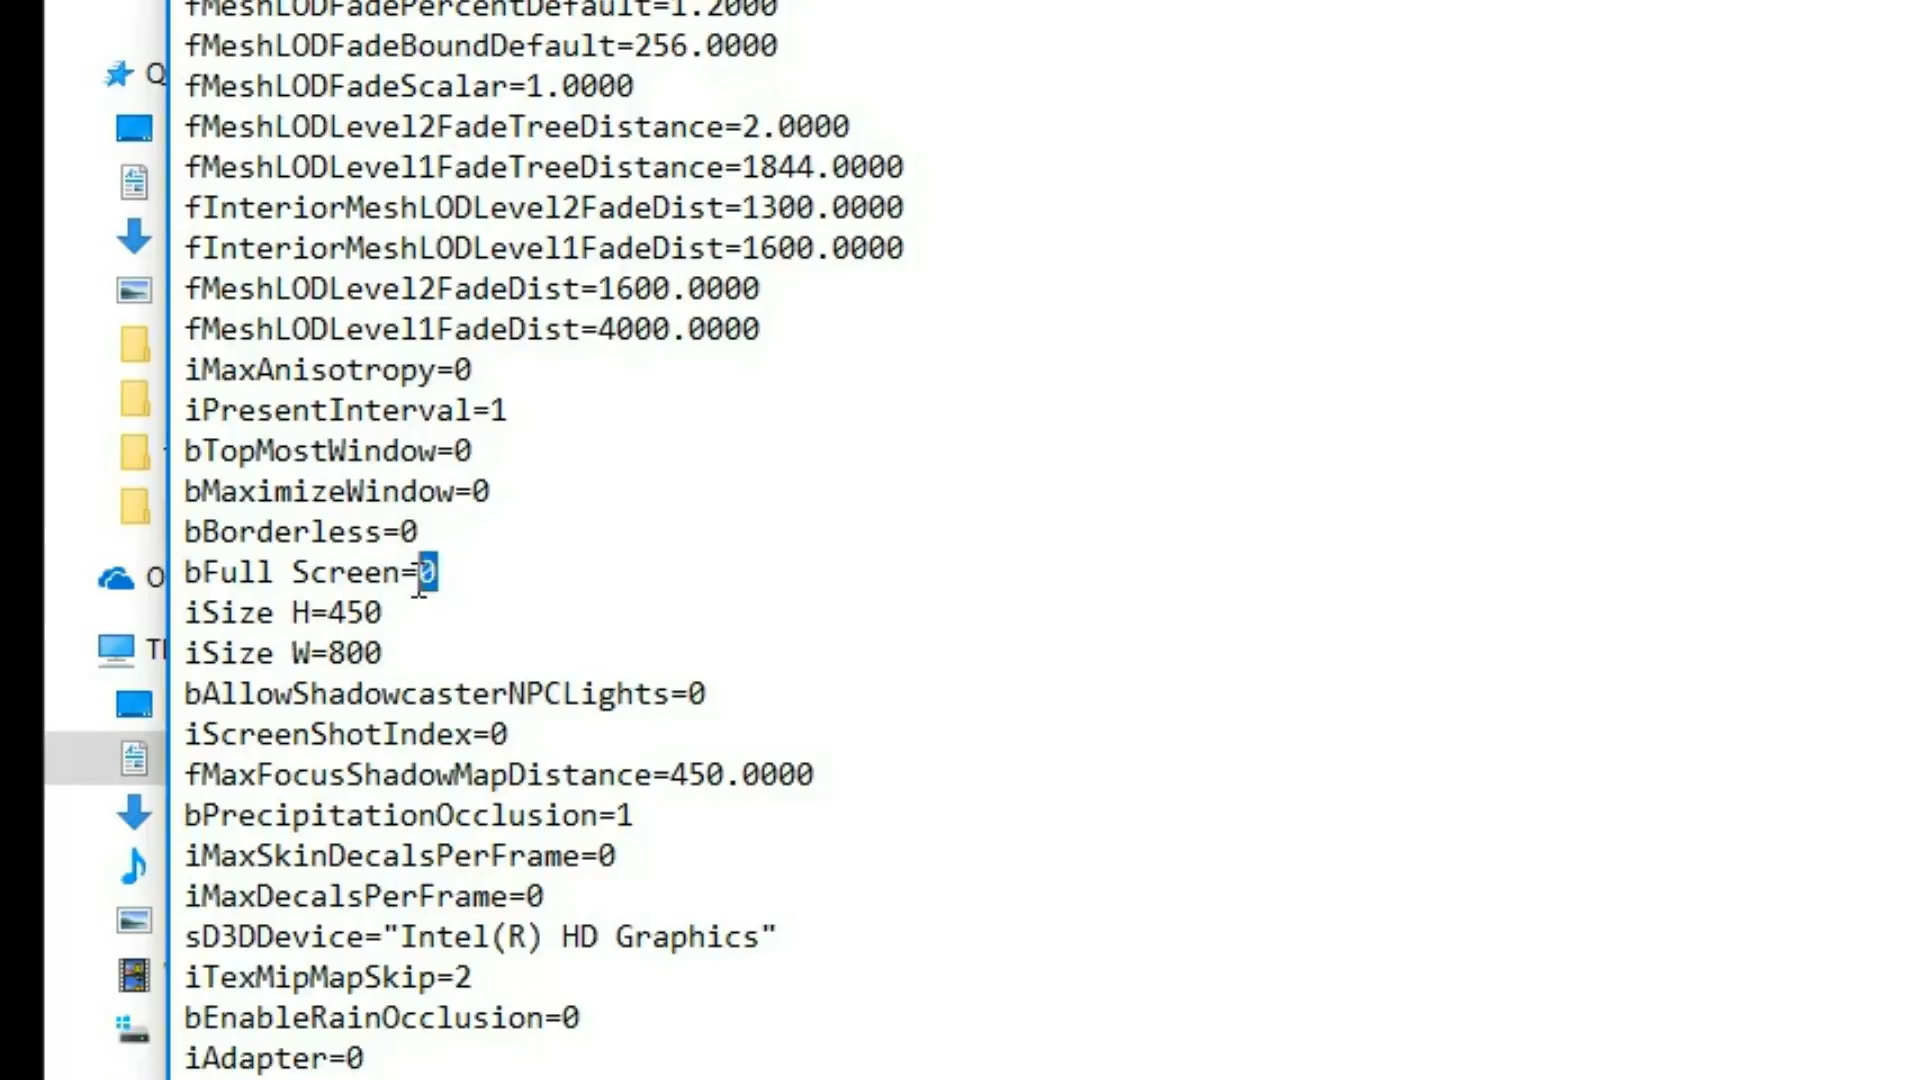 fMeshLODFadePercentDefault=1.2000
fMeshLODFadeBoundDefault=256.0000
Q
fMeshLODFadeScalar=1.0000
fMeshLODLevel2FadeTreeDistance=2.0000
fMeshLODLevel1FadeTreeDistance=1844.0000
fInteriorMeshLODLevel2FadeDist=1300.0000
fInteriorMeshLODLevel1FadeDist=1600.0000
fMeshLODLevel2FadeDist=1600.0000
fMeshLODLevel1FadeDist=4000.0000
iMaxAnisotropy=0
iPresentInterval=1
bTopMostWindow=0
bMaximizeWindow=0
bBorderless=0
bFull Screen=0
O
iSize H=450
iSize W=800
bAllowShadowcasterNPCLights=0
iScreenShotIndex=0
fMaxFocusShadowMapDistance=450.0000
bPrecipitationOcclusion=1
iMaxSkinDecalsPerFrame=0
iMaxDecalsPerFrame=0
sD3DDevice="Intel(R) HD Graphics"
iTexMipMapSkip=2
bEnableRainOcclusion=0
iAdapter=0